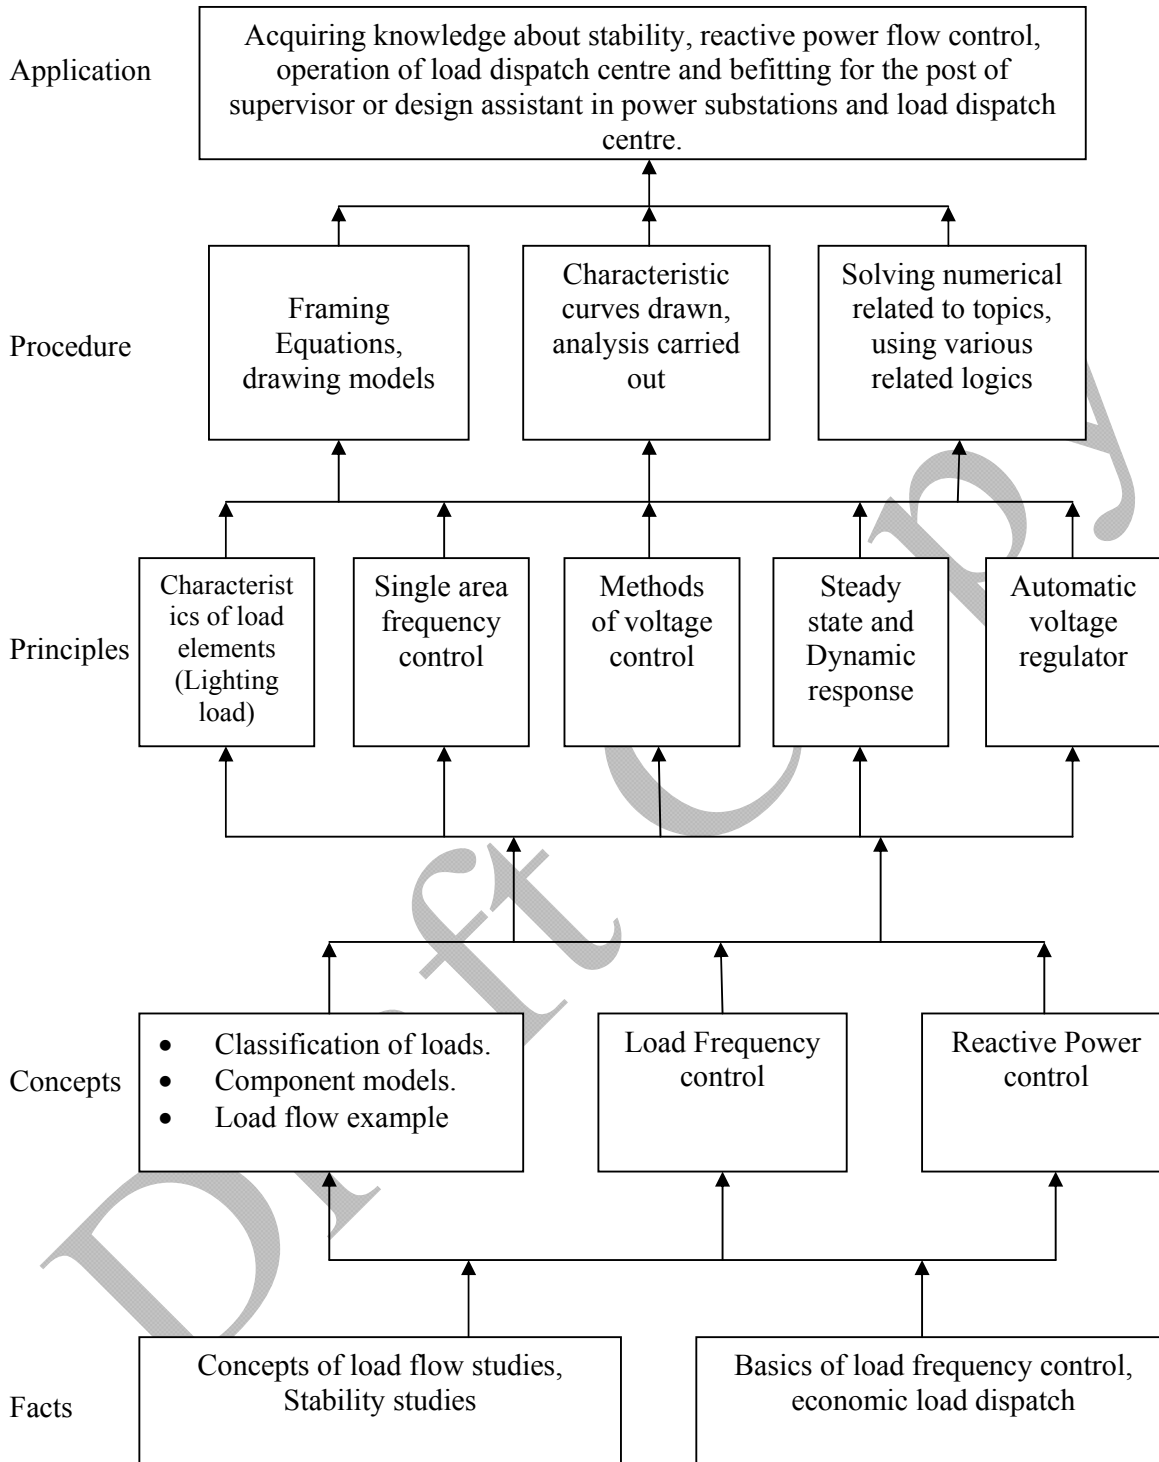 Application
Acquiring knowledge about stability, reactive power flow control,
operation of load dispatch centre and befitting for the post of
supervisor or design assistant in power substations and load dispatch
centre.
Procedure
Framing
Equations,
drawing models
Characteristic
curves drawn,
analysis carried
out
Solving numerical
related to topics,
using various
related logics
Principles
Characterist
ics of load
elements
(Lighting
load)
Single area
frequency
control
Methods
of voltage
control
Steady
state and
Dynamic
response
Automatic
voltage
regulator
Concepts
• Classification of loads.
• Component models.
• Load flow example
Load Frequency
control
Reactive Power
control
Facts
Concepts of load flow studies,
Stability studies
Basics of load frequency control,
economic load dispatch
Draft Copy